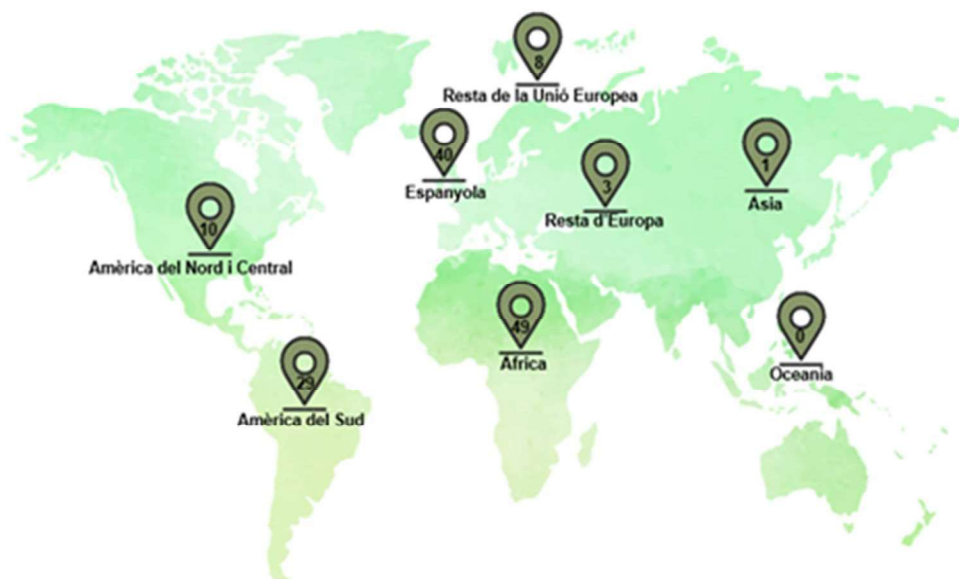 8
Resta de la Unió Europea
40
Espanyola
3
Resta d'Europa
1
Àsia
10
Amèrica del Nord i Central
49
Àfrica
0
Oceania
29
Amèrica del Sud